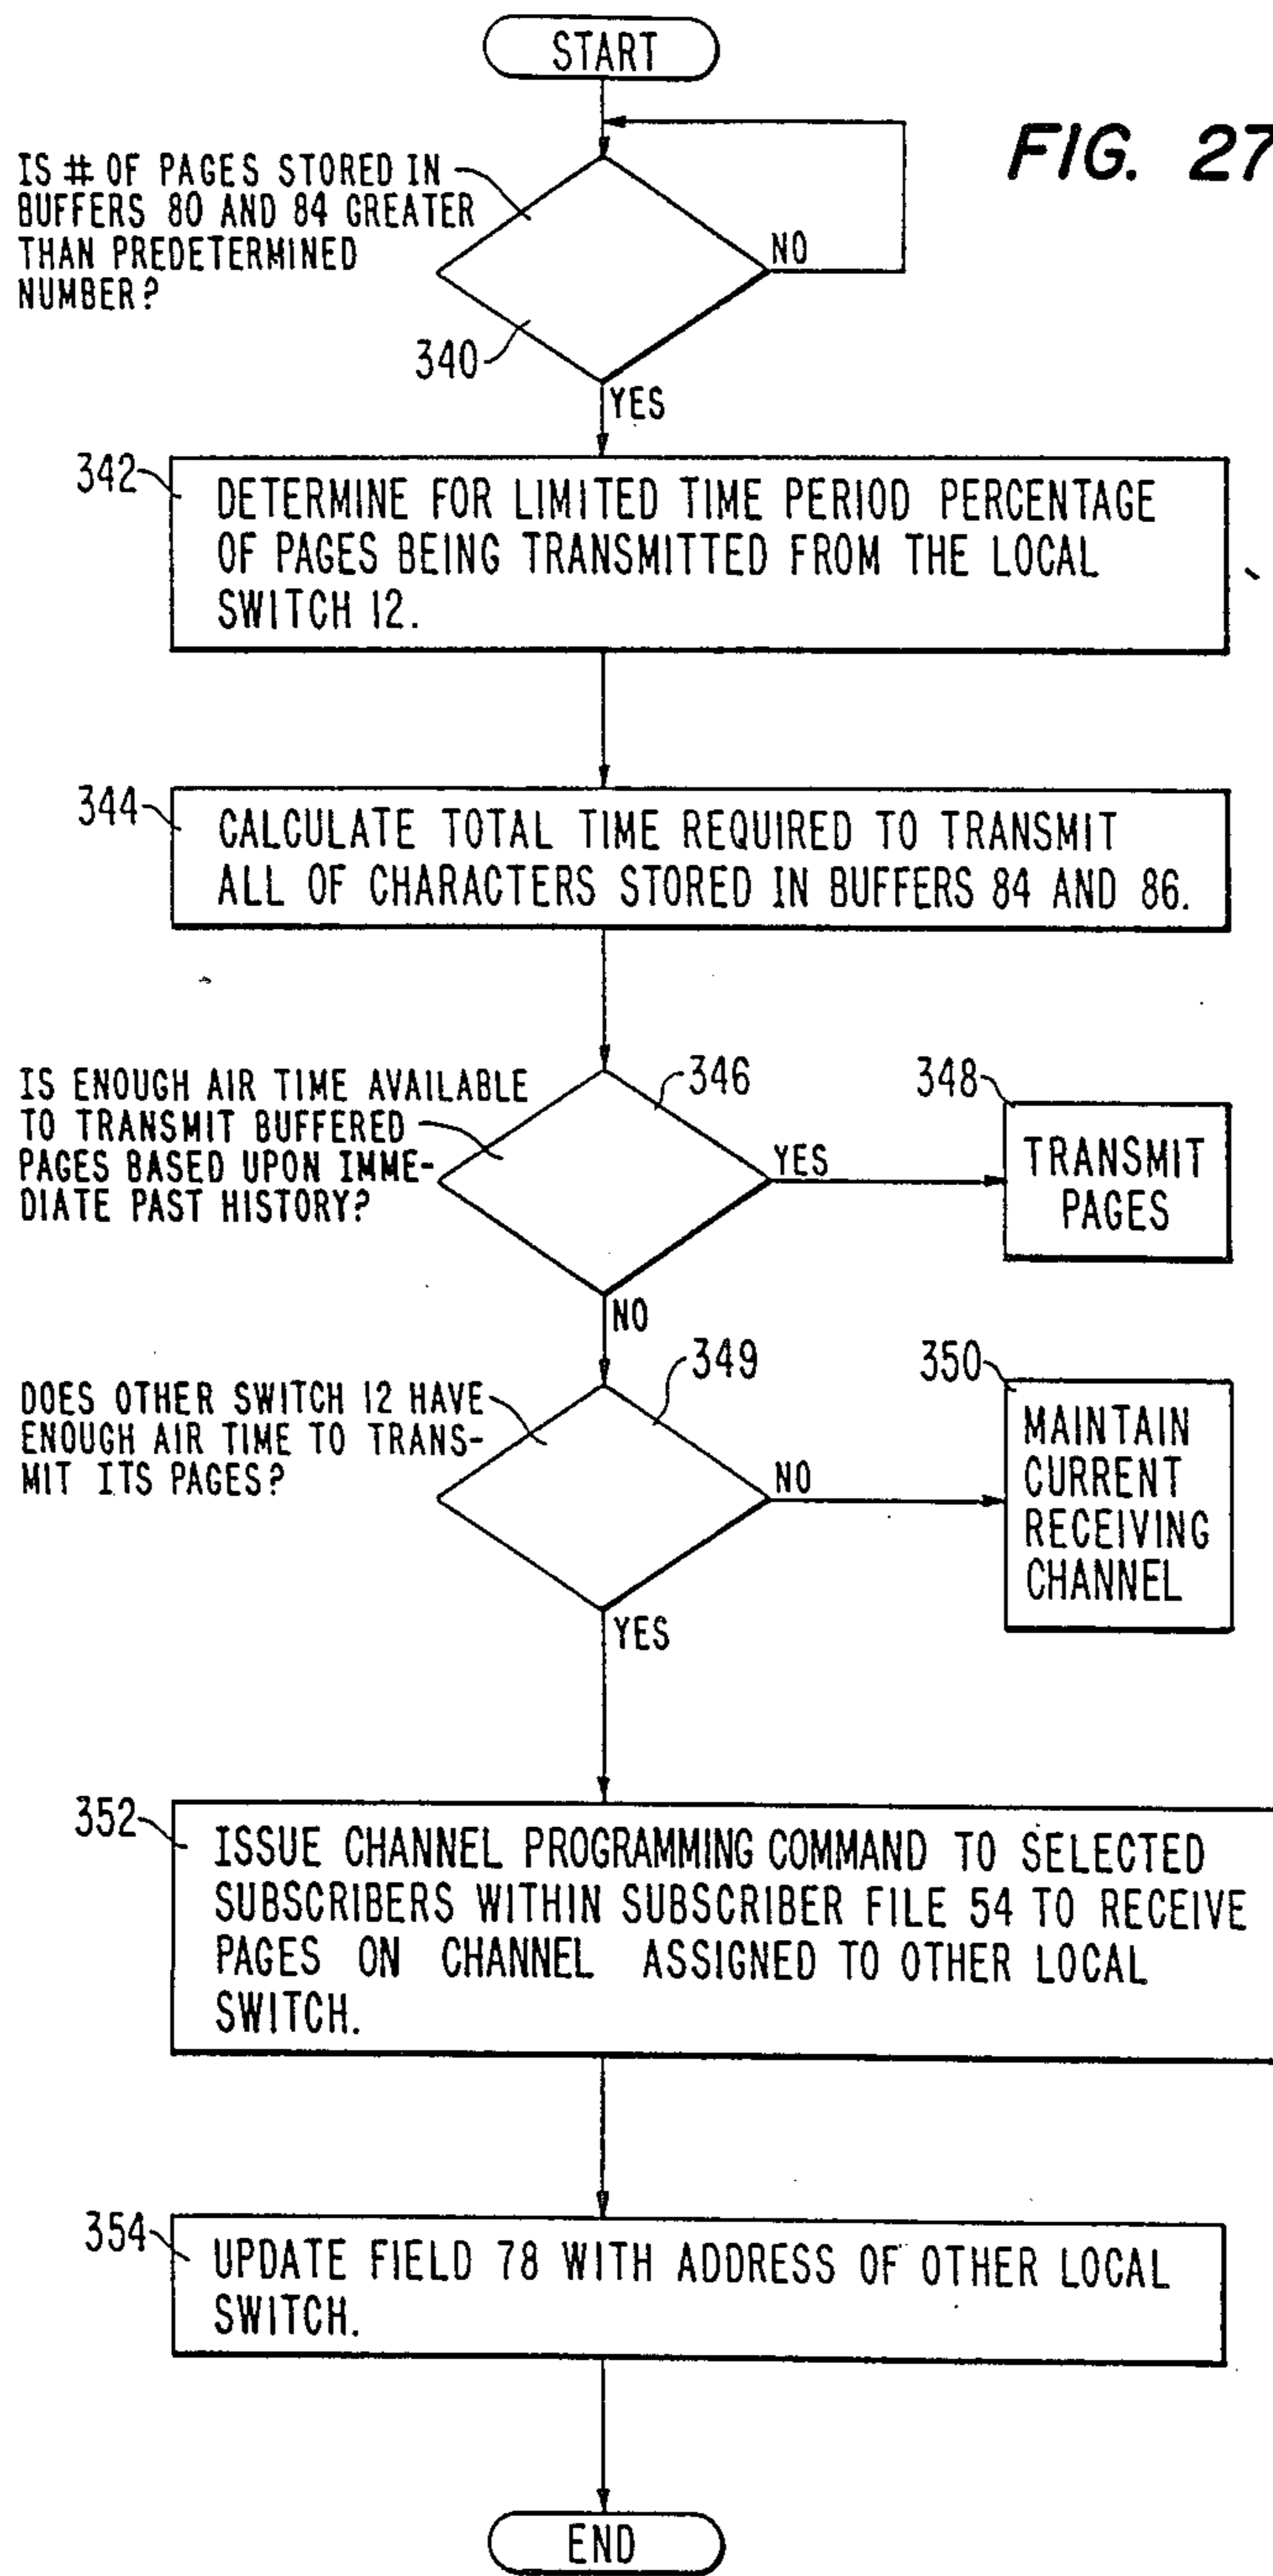 START
FIG. 27
IS # OF PAGES STORED IN
BUFFERS 80 AND 84 GREATER
THAN PREDETERMINED
NUMBER?
NO
340
YES
342
DETERMINE FOR LIMITED TIME PERIOD PERCENTAGE
OF PAGES BEING TRANSMITTED FROM THE LOCAL
SWITCH 12.
344
CALCULATE TOTAL TIME REQUIRED TO TRANSMIT
ALL OF CHARACTERS STORED IN BUFFERS 84 AND 86.
IS ENOUGH AIR TIME AVAILABLE
TO TRANSMIT BUFFERED
PAGES BASED UPON IMME-
DIATE PAST HISTORY?
346
YES
348
TRANSMIT
PAGES
NO
DOES OTHER SWITCH 12 HAVE
ENOUGH AIR TIME TO TRANS-
MIT ITS PAGES?
349
NO
350
MAINTAIN
CURRENT
RECEIVING
CHANNEL
YES
352
ISSUE CHANNEL PROGRAMMING COMMAND TO SELECTED
SUBSCRIBERS WITHIN SUBSCRIBER FILE 54 TO RECEIVE
PAGES ON CHANNEL ASSIGNED TO OTHER LOCAL
SWITCH.
354
UPDATE FIELD 78 WITH ADDRESS OF OTHER LOCAL
SWITCH.
END